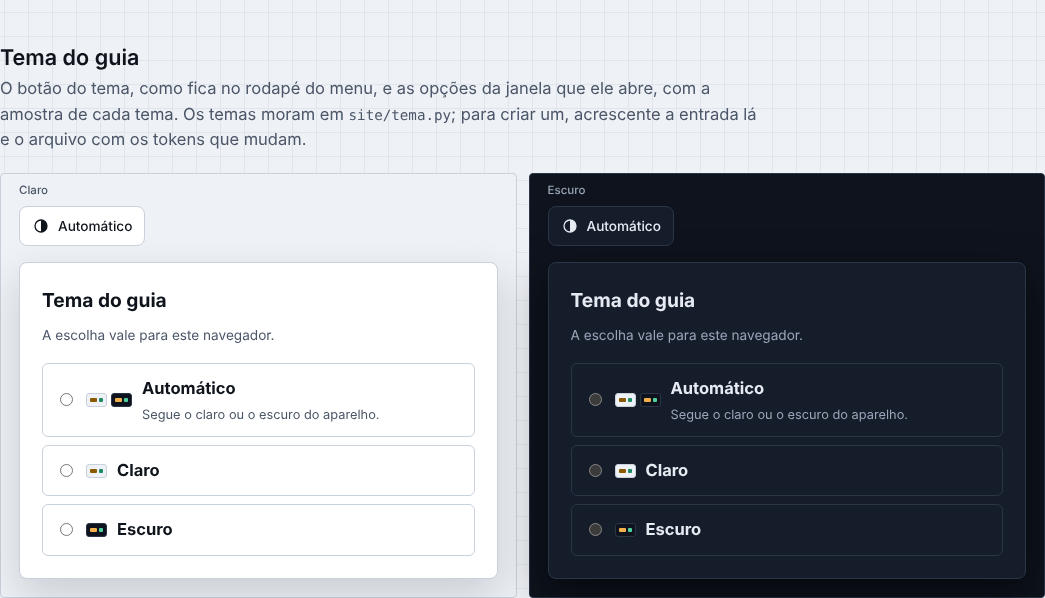 Tema do guia
O botão do tema, como fica no rodapé do menu, e as opções da janela que ele abre, com a
amostra de cada tema. Os temas moram em site/tema.py; para criar um, acrescente a entrada lá
e o arquivo com os tokens que mudam.
Claro
Automático
Tema do guia
A escolha vale para este navegador.
Automático
Segue o claro ou o escuro do aparelho.
Claro
Escuro
Escuro
Automático
Tema do guia
A escolha vale para este navegador.
Automático
Segue o claro ou o escuro do aparelho.
Claro
Escuro